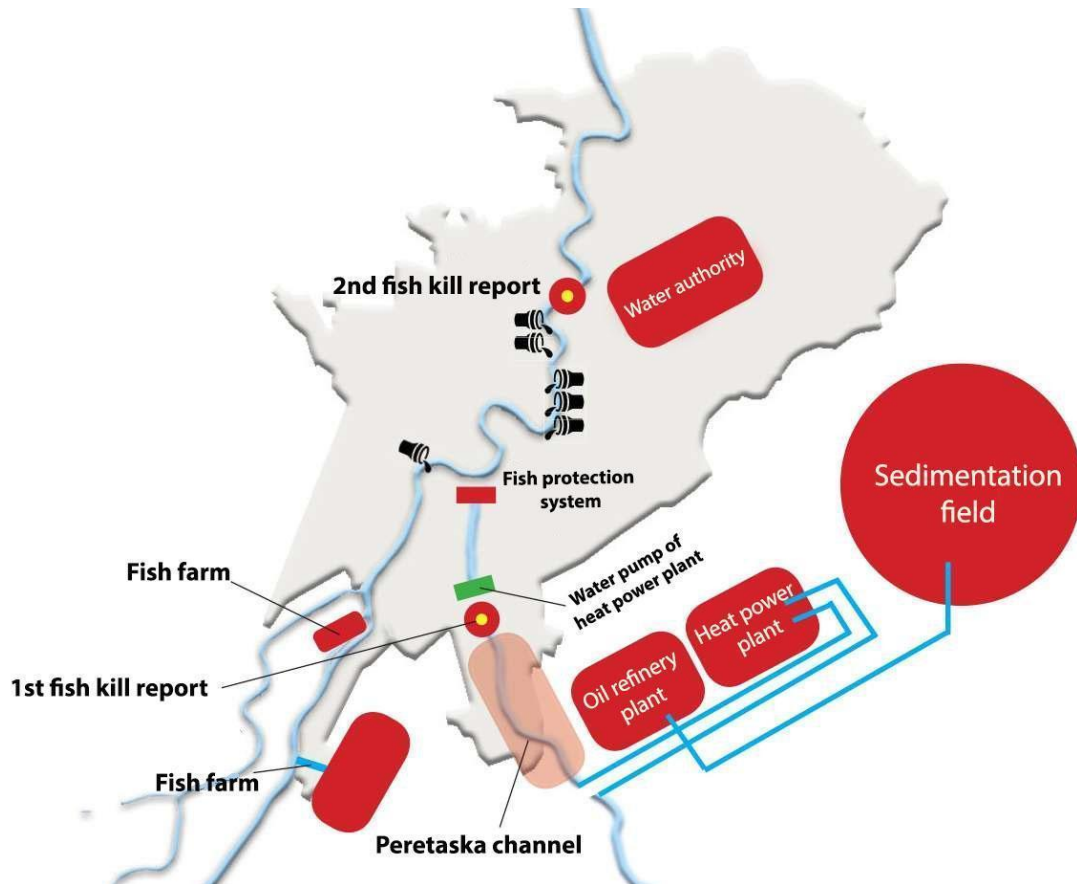 2nd fish kill report
Water authority
Sedimentation
field
Fish protection
system
Fish farm
Water pump of
heat power plant
Heat power
plant
Oil refinery
plant
1st fish kill report
Fish farm
Peretaska channel